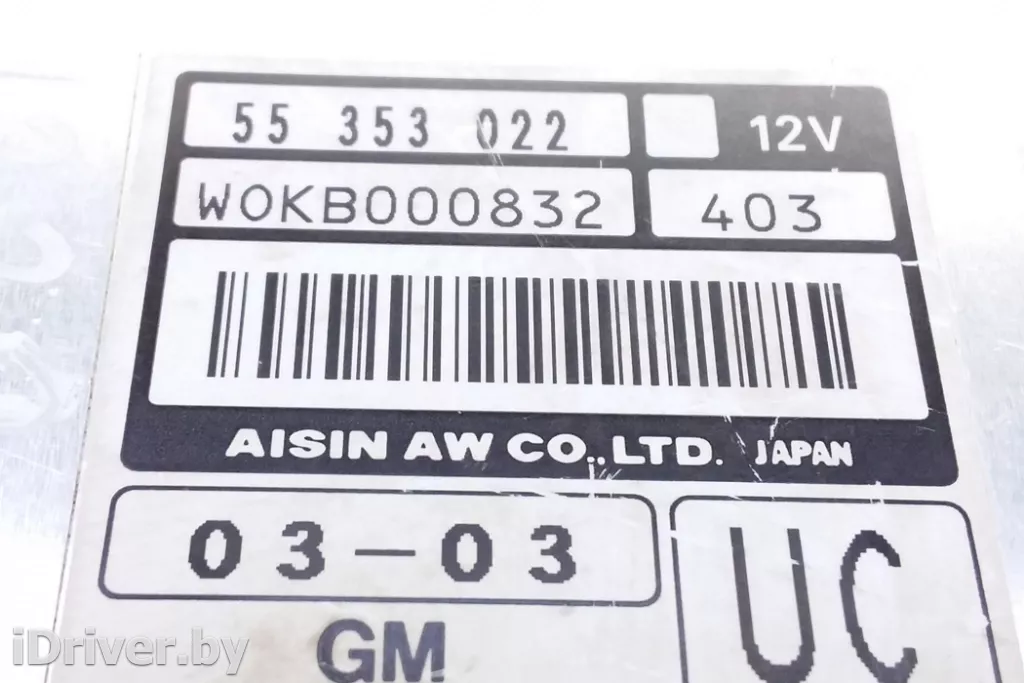 55 353 022
12V
W0KB000832
403
AISIN AW CO.,LTD. JAPAN
03-03
UC
GM
iDriver.by